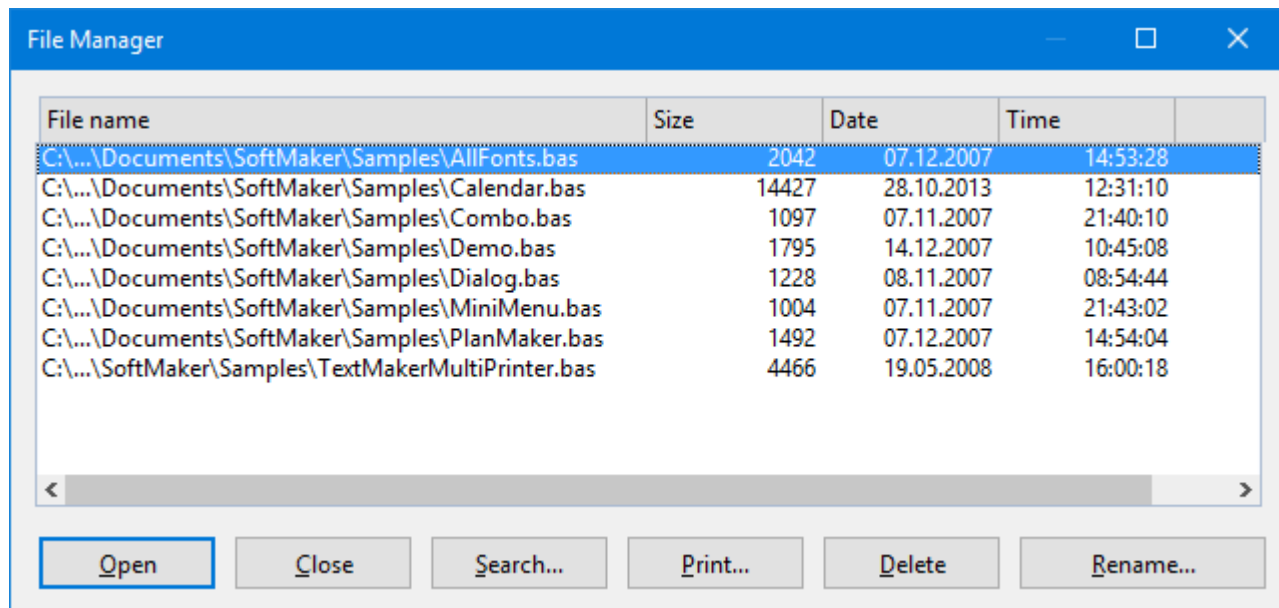 File Manager
File name Size Date Time
C:\...\Documents\SoftMaker\Samples\AllFonts.bas 2042 07.12.2007 14:53:28
C:\...\Documents\SoftMaker\Samples\Calendar.bas 14427 28.10.2013 12:31:10
C:\...\Documents\SoftMaker\Samples\Combo.bas 1097 07.11.2007 21:40:10
C:\...\Documents\SoftMaker\Samples\Demo.bas 1795 14.12.2007 10:45:08
C:\...\Documents\SoftMaker\Samples\Dialog.bas 1228 08.11.2007 08:54:44
C:\...\Documents\SoftMaker\Samples\MiniMenu.bas 1004 07.11.2007 21:43:02
C:\...\Documents\SoftMaker\Samples\PlanMaker.bas 1492 07.12.2007 14:54:04
C:\...\SoftMaker\Samples\TextMakerMultiPrinter.bas 4466 19.05.2008 16:00:18
Open Close Search... Print... Delete Rename...